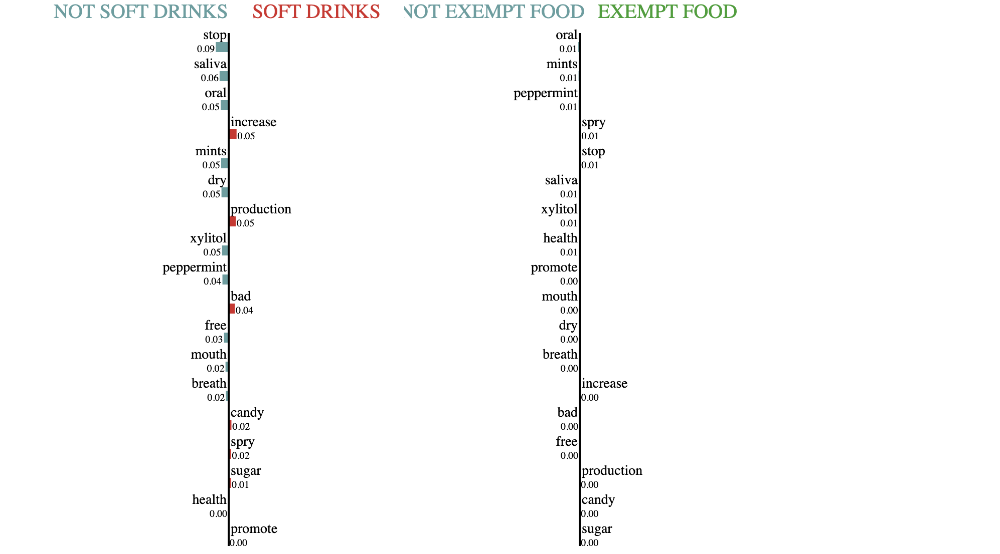 NOT SOFT DRINKS SOFT DRINKS
stop
0.09
saliva
0.06
oral
0.05
increase
0.05
mints
0.05
dry
0.05
production
0.05
xylitol
0.05
peppermint
0.04
bad
0.04
free
0.03
mouth
0.02
breath
0.02
candy
0.02
spry
0.02
sugar
0.01
health
0.00
promote
0.00
NOT EXEMPT FOOD EXEMPT FOOD
oral
0.01
mints
0.01
peppermint
0.01
spry
0.01
stop
0.01
saliva
0.01
xylitol
0.01
health
0.01
promote
0.00
mouth
0.00
dry
0.00
breath
0.00
increase
0.00
bad
0.00
free
0.00
production
0.00
candy
0.00
sugar
0.00